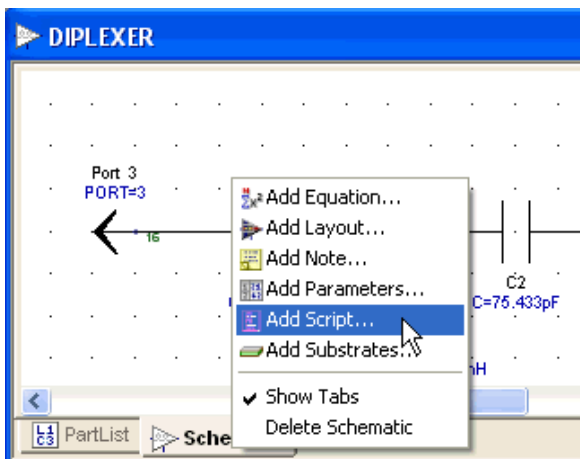 DIPLEXER
Port 3
PORT=3
16
Add Equation...
Add Layout...
Add Note...
Add Parameters...
Add Script...
Add Substrates...
Show Tabs
Delete Schematic
C2
C=75.433pF
nH
PartList
Sche